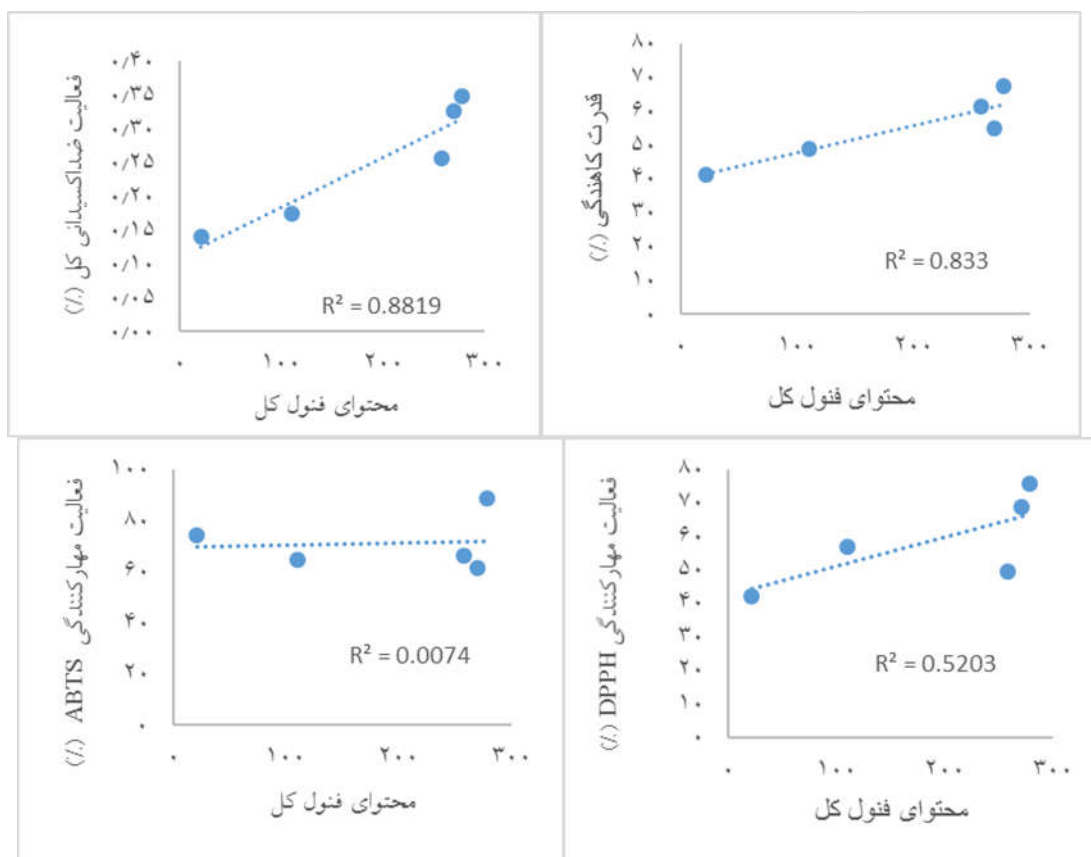 فعالیت ضداکسیدانی کل (٪)
۰/۴۰
۰/۳۵
۰/۳۰
۰/۲۵
۰/۲۰
۰/۱۵
۰/۱۰
۰/۰۵
۰/۰۰
R² = 0.8819
۰ ۱۰۰ ۲۰۰ ۳۰۰
محتوای فنول کل
قدرت کاهندگی (٪)
۸۰
۷۰
۶۰
۵۰
۴۰
۳۰
۲۰
۱۰
۰
R² = 0.833
۰ ۱۰۰ ۲۰۰ ۳۰۰
محتوای فنول کل
فعالیت مهارکنندگی ABTS (٪)
۱۰۰
۸۰
۶۰
۴۰
۲۰
۰
R² = 0.0074
۰ ۱۰۰ ۲۰۰ ۳۰۰
محتوای فنول کل
فعالیت مهارکنندگی DPPH (٪)
۸۰
۷۰
۶۰
۵۰
۴۰
۳۰
۲۰
۱۰
۰
R² = 0.5203
۰ ۱۰۰ ۲۰۰ ۳۰۰
محتوای فنول کل